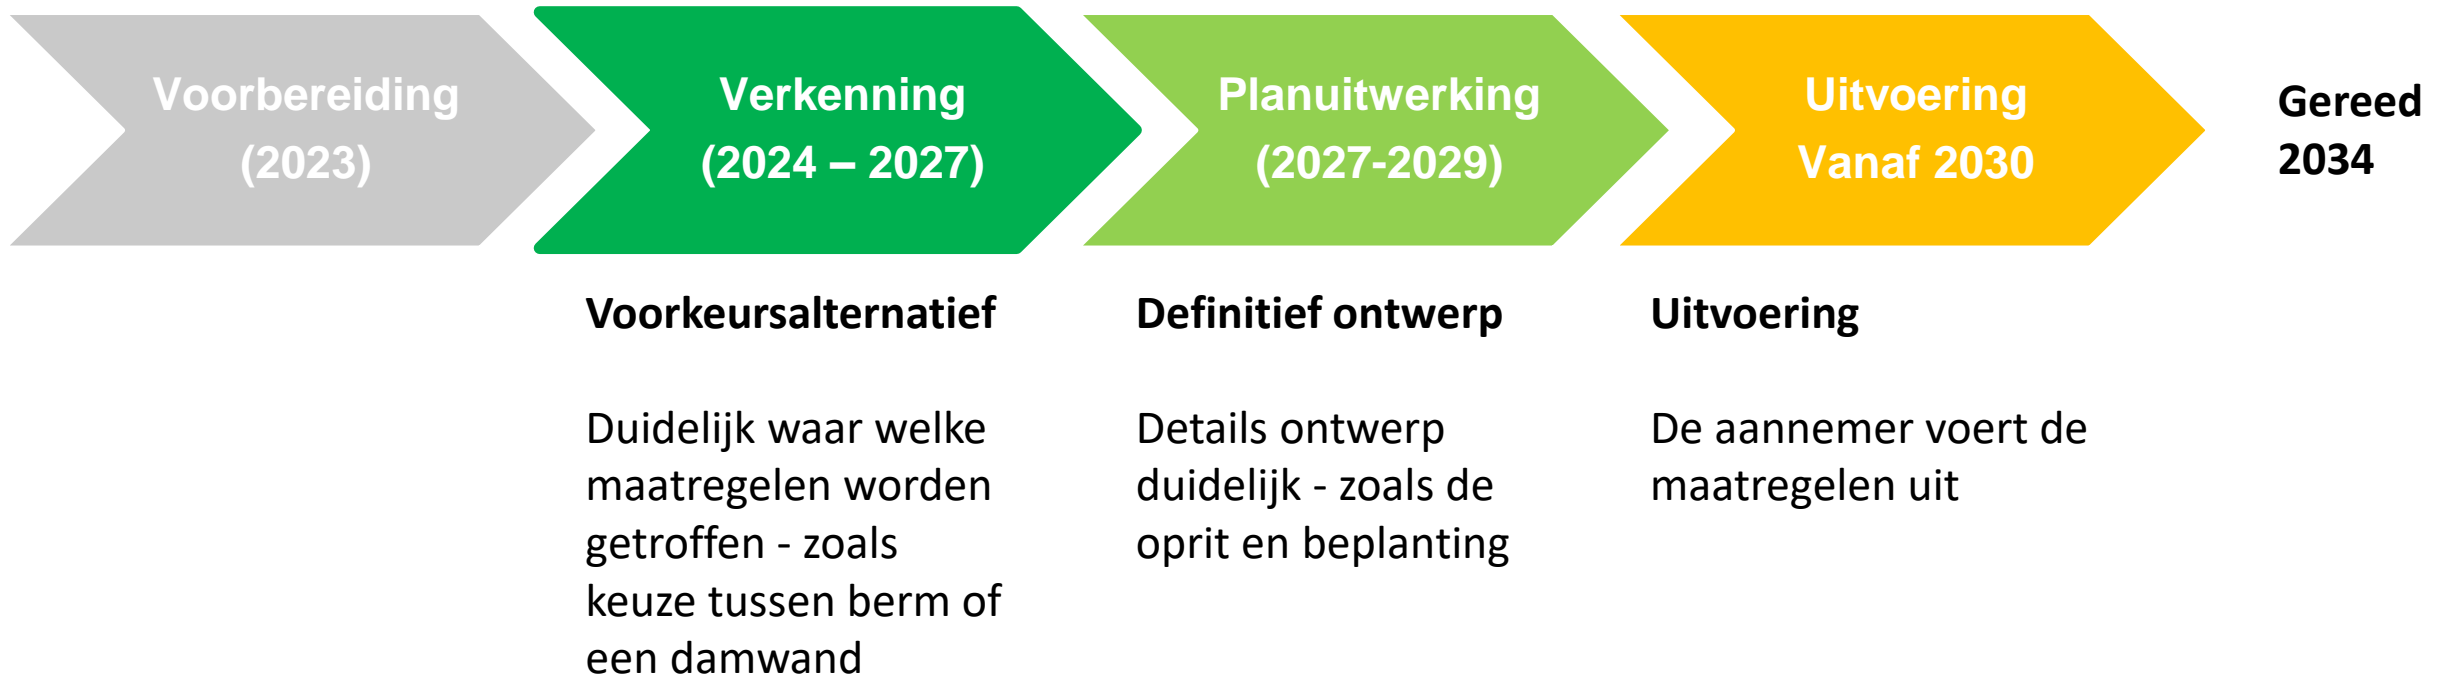 Voorbereiding
(2023)
Verkenning
(2024 – 2027)
Planuitwerking
(2027-2029)
Uitvoering
Vanaf 2030
Gereed
2034
Voorkeursalternatief
Duidelijk waar welke
maatregelen worden
getroffen - zoals
keuze tussen berm of
een damwand
Definitief ontwerp
Details ontwerp
duidelijk - zoals de
oprit en beplanting
Uitvoering
De aannemer voert de
maatregelen uit